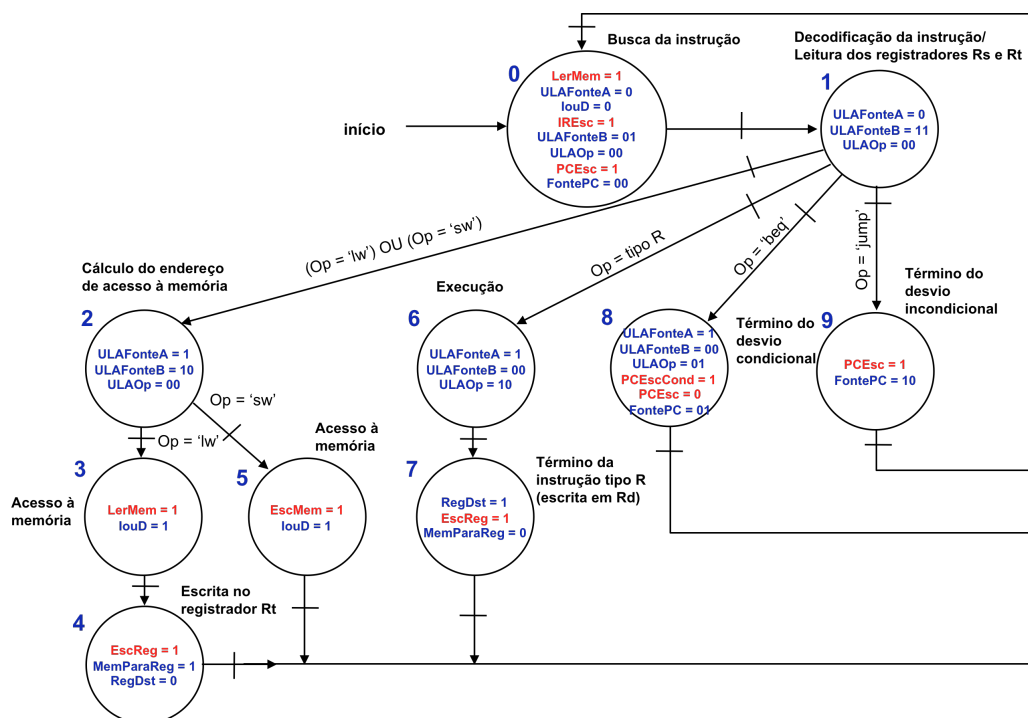 Busca da instrução
Decodificação da instrução/
Leitura dos registradores Rs e Rt
0
LerMem = 1
ULAFonteA = 0
IouD = 0
IREsc = 1
ULAFonteB = 01
ULAOp = 00
PCEsc = 1
FontePC = 00
início
1
ULAFonteA = 0
ULAFonteB = 11
ULAOp = 00
(Op = ‘lw’) OU (Op = ‘sw’)
Op = tipo R
Op = ‘beq’
Op = ‘jump’
Cálculo do endereço
de acesso à memória
2
ULAFonteA = 1
ULAFonteB = 10
ULAOp = 00
Execução
6
ULAFonteA = 1
ULAFonteB = 00
ULAOp = 10
8
ULAFonteA = 1
ULAFonteB = 00
ULAOp = 01
PCEscCond = 1
PCEsc = 0
FontePC = 01
Término do
desvio
condicional
Término do
desvio
incondicional
9
PCEsc = 1
FontePC = 10
Op = ‘sw’
Op = ‘lw’
Acesso à
memória
3
LerMem = 1
IouD = 1
Acesso à
memória
5
EscMem = 1
IouD = 1
7
RegDst = 1
EscReg = 1
MemParaReg = 0
Término da
instrução tipo R
(escrita em Rd)
Escrita no
registrador Rt
4
EscReg = 1
MemParaReg = 1
RegDst = 0